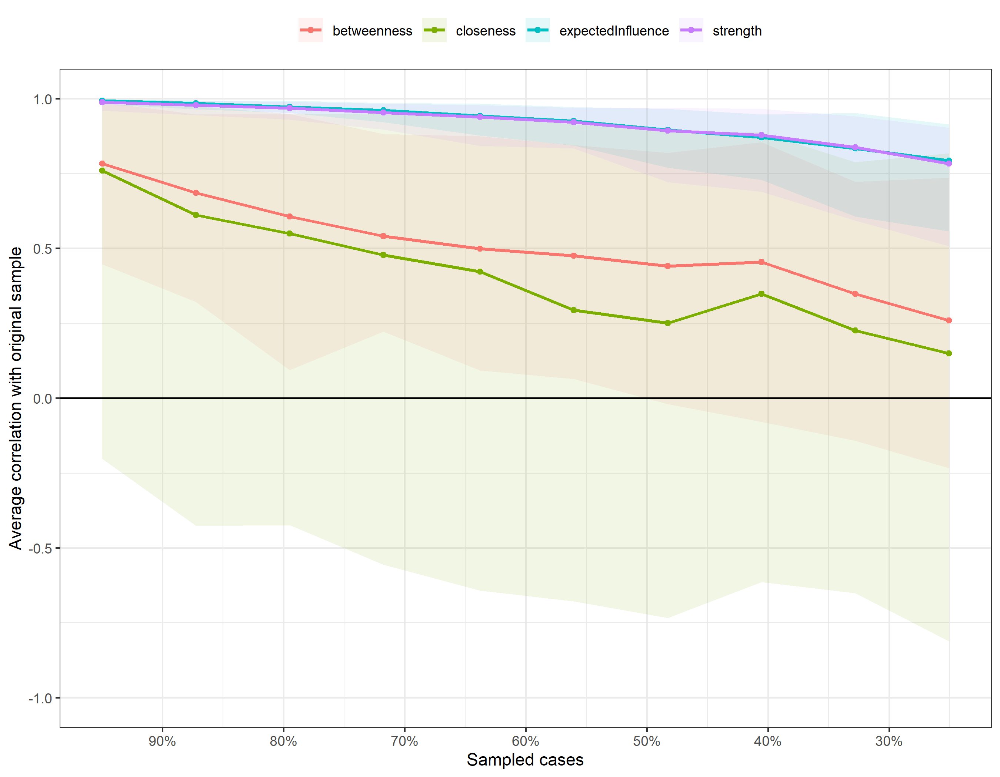 betweenness closeness expectedInfluence strength
1.0
0.5
0.0
-0.5
-1.0
Average correlation with original sample
90% 80% 70% 60% 50% 40% 30%
Sampled cases